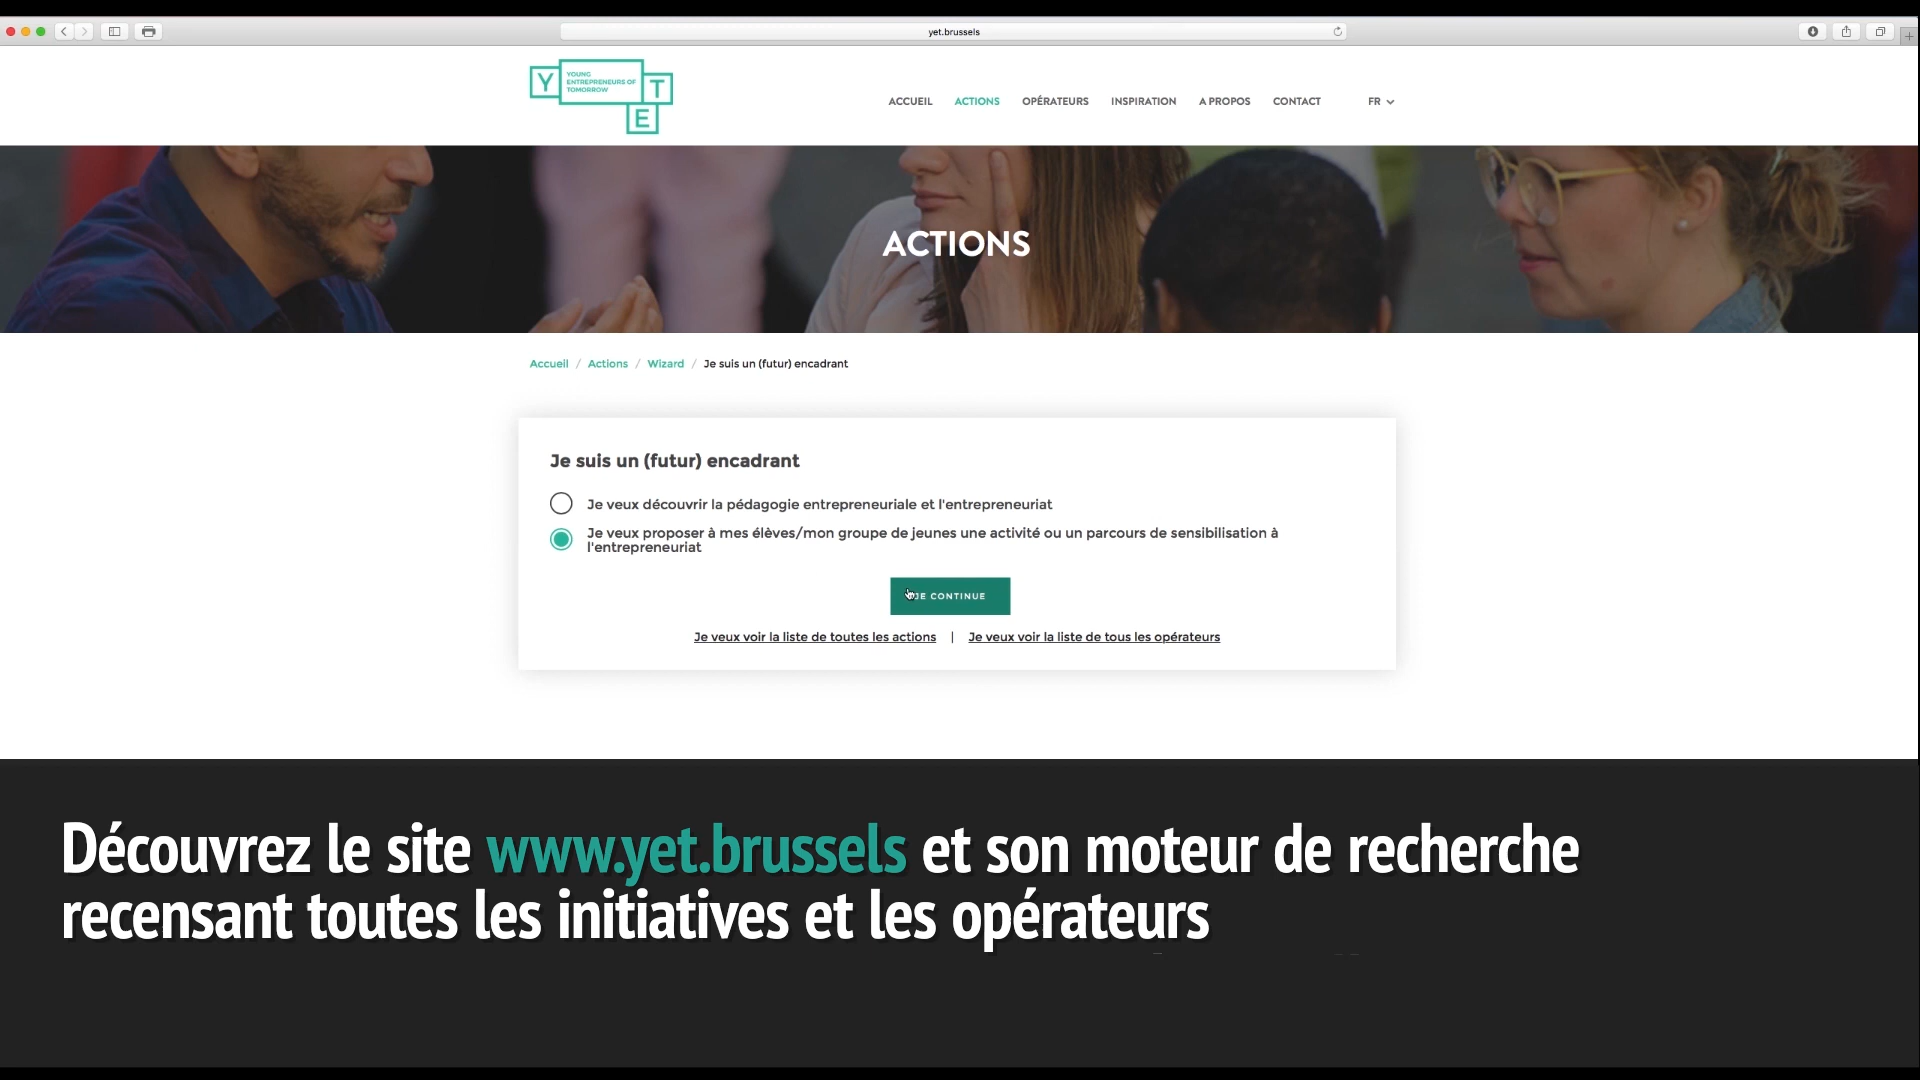 yet.brussels
Y
YOUNG
ENTREPRENEURS OF
TOMORROW
T
E
ACCUEIL ACTIONS OPÉRATEURS INSPIRATION A PROPOS CONTACT FR
ACTIONS
Accueil / Actions / Wizard / Je suis un (futur) encadrant
Je suis un (futur) encadrant
Je veux découvrir la pédagogie entrepreneuriale et l'entrepreneuriat
Je veux proposer à mes élèves/mon groupe de jeunes une activité ou un parcours de sensibilisation à
l'entrepreneuriat
JE CONTINUE
Je veux voir la liste de toutes les actions | Je veux voir la liste de tous les opérateurs
Découvrez le site www.yet.brussels et son moteur de recherche
recensant toutes les initiatives et les opérateurs